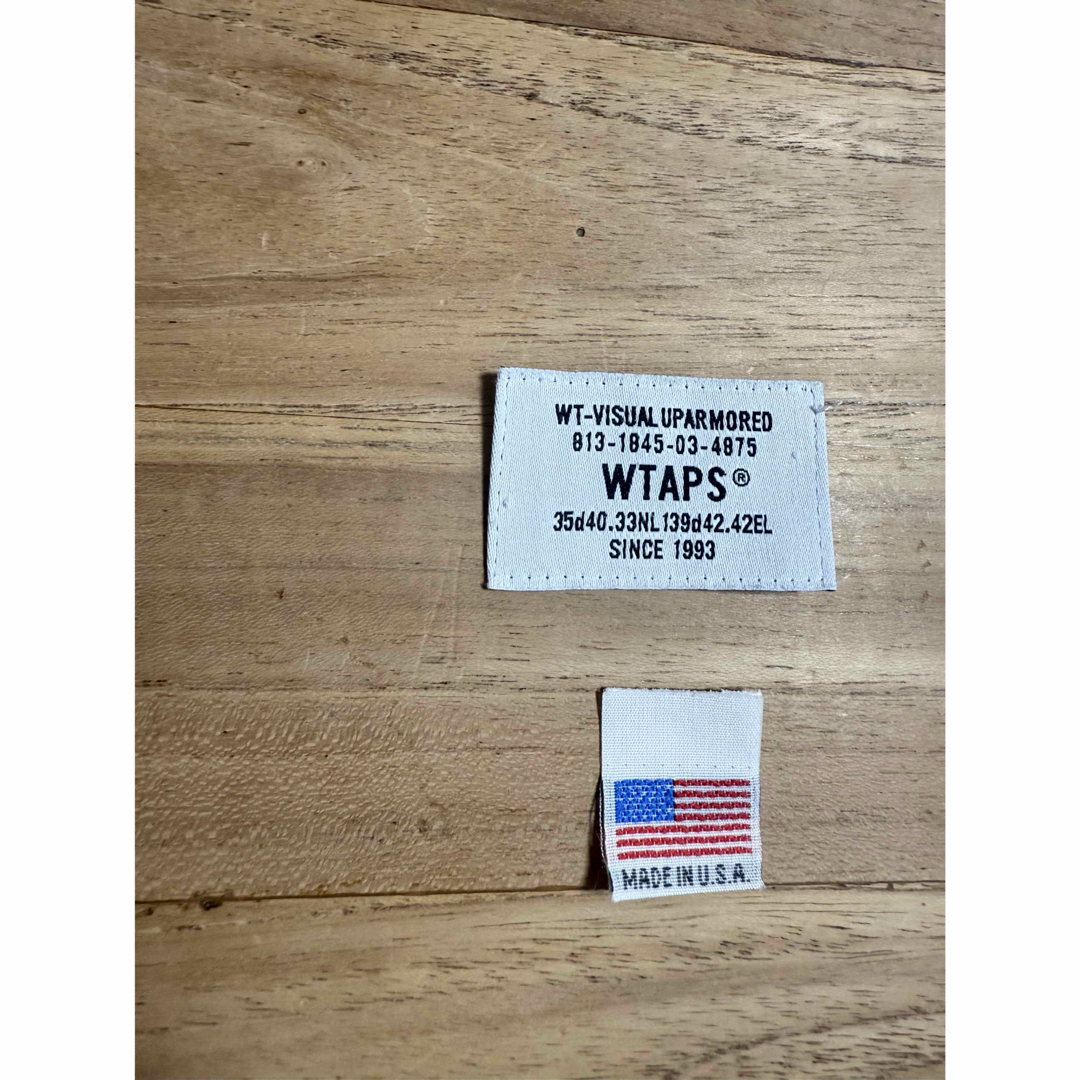 WT-VISUAL UPARMORED
813-1845-03-4875
WTAPS®
35d40.33NL139d42.42EL
SINCE 1993
MADE IN U.S.A.